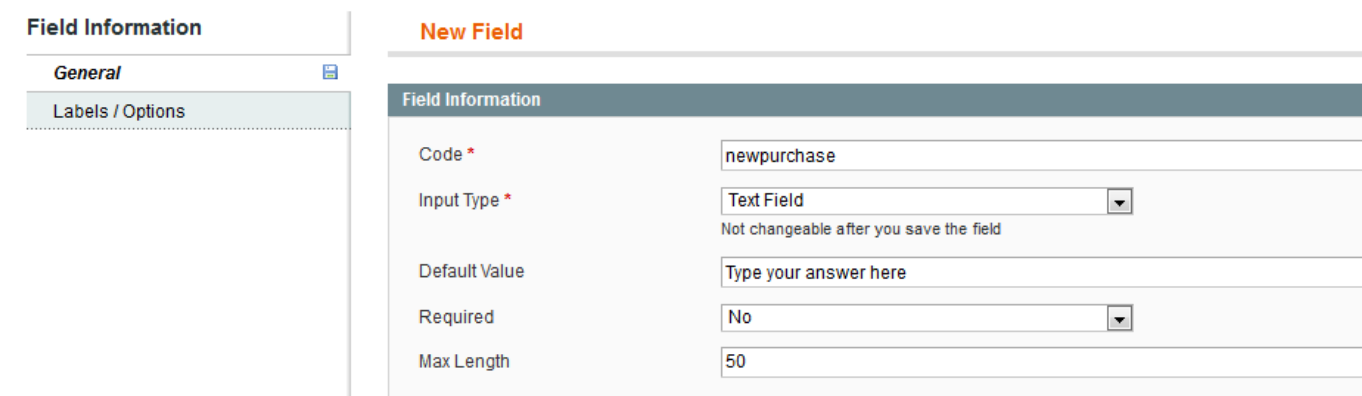 Field Information
General
Labels / Options
New Field
Field Information
Code *
newpurchase
Input Type *
Text Field
Not changeable after you save the field
Default Value
Type your answer here
Required
No
Max Length
50